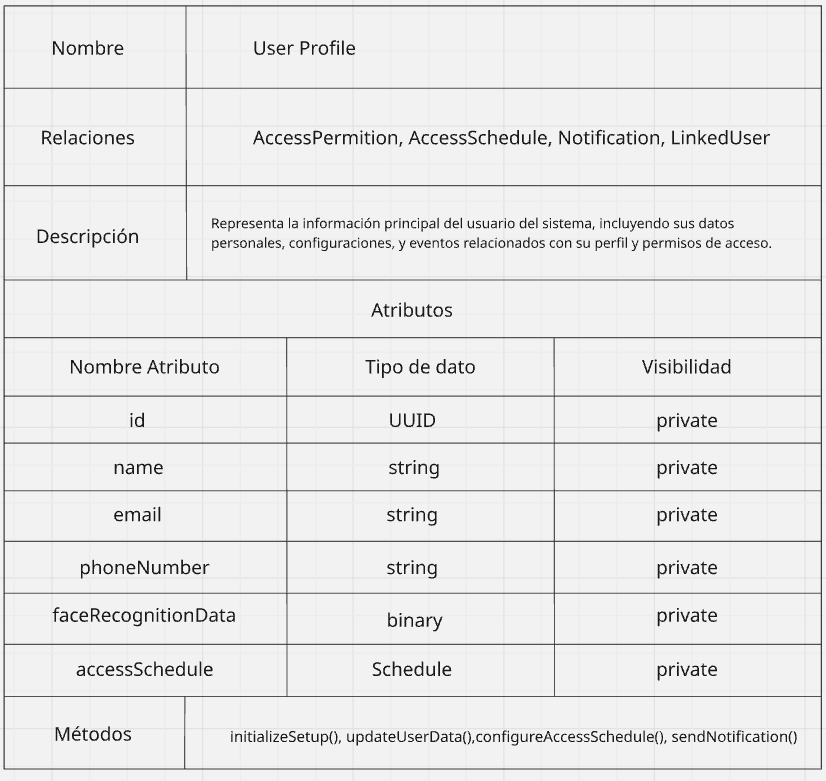 Nombre User Profile
Relaciones AccessPermition, AccessSchedule, Notification, LinkedUser
Descripción
Representa la información principal del usuario del sistema, incluyendo sus datos
personales, configuraciones, y eventos relacionados con su perfil y permisos de acceso.
Atributos
Nombre Atributo Tipo de dato Visibilidad
id UUID private
name string private
email string private
phoneNumber string private
faceRecognitionData binary private
accessSchedule Schedule private
Métodos initializeSetup(), updateUserData(),configureAccessSchedule(), sendNotification()